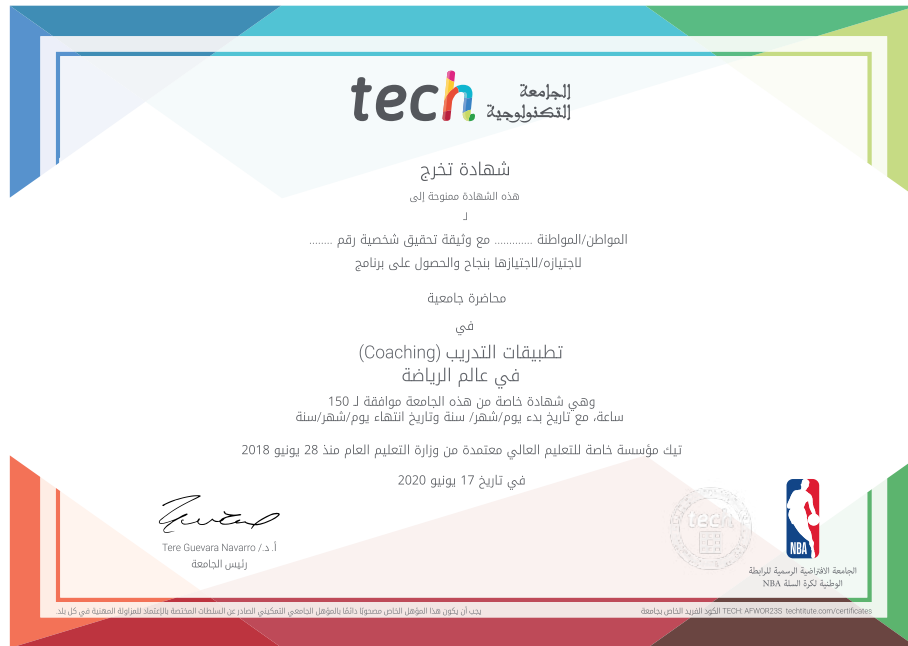 tech الجامعة
التكنولوجية
شهادة تخرج
هذه الشهادة ممنوحة إلى
لـ
المواطن/المواطنة ............. مع وثيقة تحقيق شخصية رقم ........
لاجتيازه/لاجتيازها بنجاح والحصول على برنامج
محاضرة جامعية
في
تطبيقات التدريب (Coaching)
في عالم الرياضة
وهي شهادة خاصة من هذه الجامعة موافقة لـ 150
ساعة، مع تاريخ بدء يوم/شهر/ سنة وتاريخ انتهاء يوم/شهر/سنة
تيك مؤسسة خاصة للتعليم العالي معتمدة من وزارة التعليم العام منذ 28 يونيو 2018
في تاريخ 17 يونيو 2020
أ.د./ Tere Guevara Navarro
رئيس الجامعة
tech
NBA
الجامعة الافتراضية الرسمية للرابطة
الوطنية لكرة السلة NBA
يجب أن يكون هذا المؤهل الخاص مصحوبًا دائمًا بالمؤهل الجامعي التمكيني الصادر عن السلطات المختصة بالإعتماد للمزاولة المهنية في كل بلد.
الكود الفريد الخاص بجامعة TECH: AFWOR23S techtitute.com/certificates